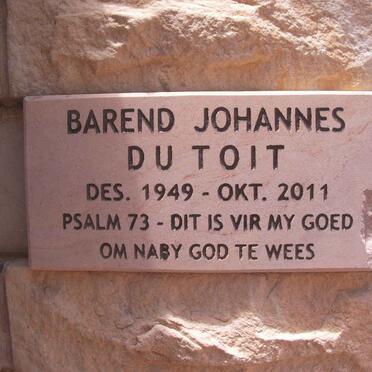 BAREND JOHANNES
DU TOIT
DES. 1949 - OKT. 2011
PSALM 73 - DIT IS VIR MY GOED
OM NABY GOD TE WEES